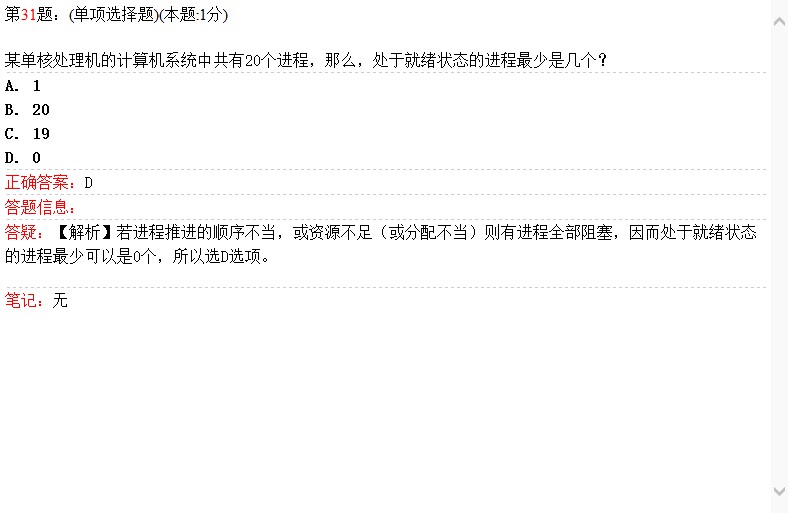 第31题：(单项选择题)(本题:1分)
某单核处理机的计算机系统中共有20个进程，那么，处于就绪状态的进程最少是几个？
A. 1
B. 20
C. 19
D. 0
正确答案：D
答题信息：
答疑：【解析】若进程推进的顺序不当，或资源不足（或分配不当）则有进程全部阻塞，因而处于就绪状态
的进程最少可以是0个，所以选D选项。
笔记：无